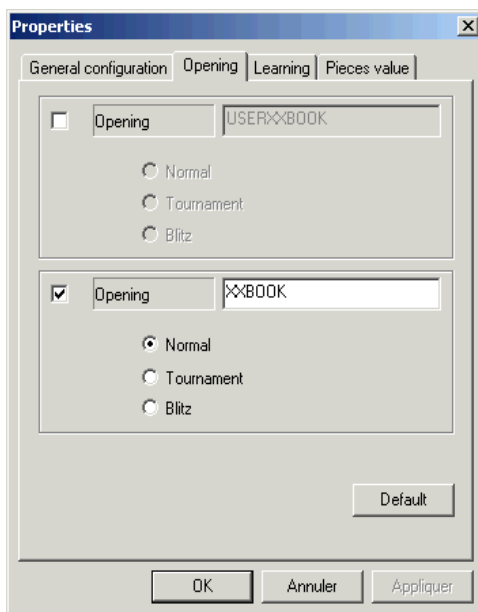 Properties
General configuration Opening Learning Pieces value
Opening USERXXBOOK
Normal
Tournament
Blitz
Opening XXBOOK
Normal
Tournament
Blitz
Default
OK Annuler Appliquer